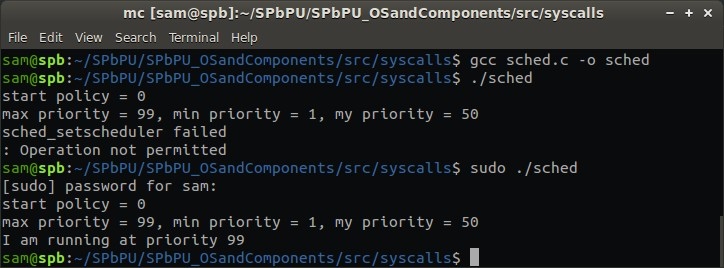 mc [sam@spb]:~/SPbPU/SPbPU_OSandComponents/src/syscalls
File Edit View Search Terminal Help
sam@spb:~/SPbPU/SPbPU_OSandComponents/src/syscalls$ gcc sched.c -o sched
sam@spb:~/SPbPU/SPbPU_OSandComponents/src/syscalls$ ./sched
start policy = 0
max priority = 99, min priority = 1, my priority = 50
sched_setscheduler failed
: Operation not permitted
sam@spb:~/SPbPU/SPbPU_OSandComponents/src/syscalls$ sudo ./sched
[sudo] password for sam:
start policy = 0
max priority = 99, min priority = 1, my priority = 50
I am running at priority 99
sam@spb:~/SPbPU/SPbPU_OSandComponents/src/syscalls$